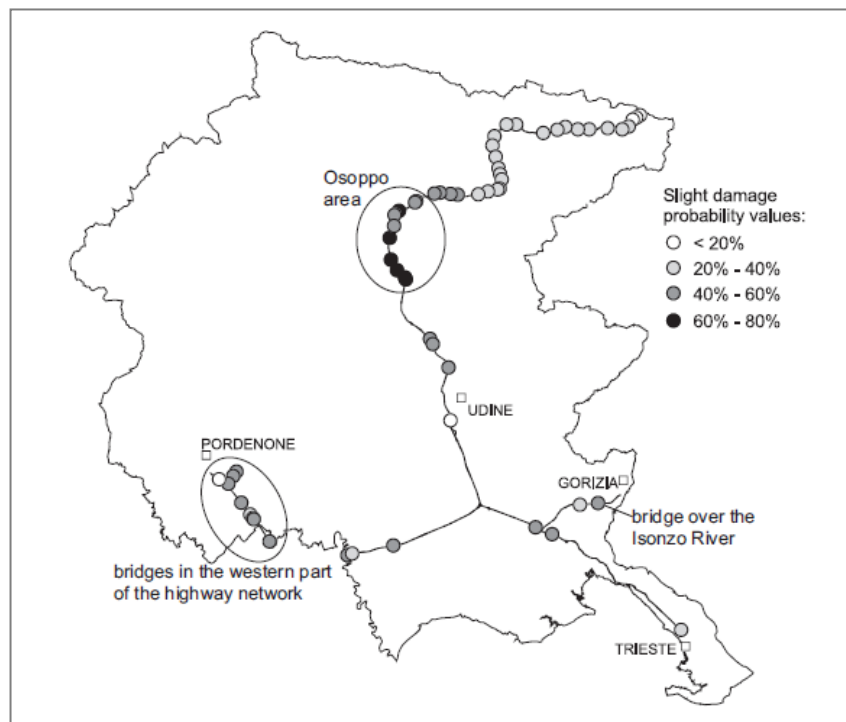 Osoppo
area
Slight damage
probability values:
< 20%
20% - 40%
40% - 60%
60% - 80%
UDINE
PORDENONE
GORIZIA
bridge over the
Isonzo River
bridges in the western part
of the highway network
TRIESTE